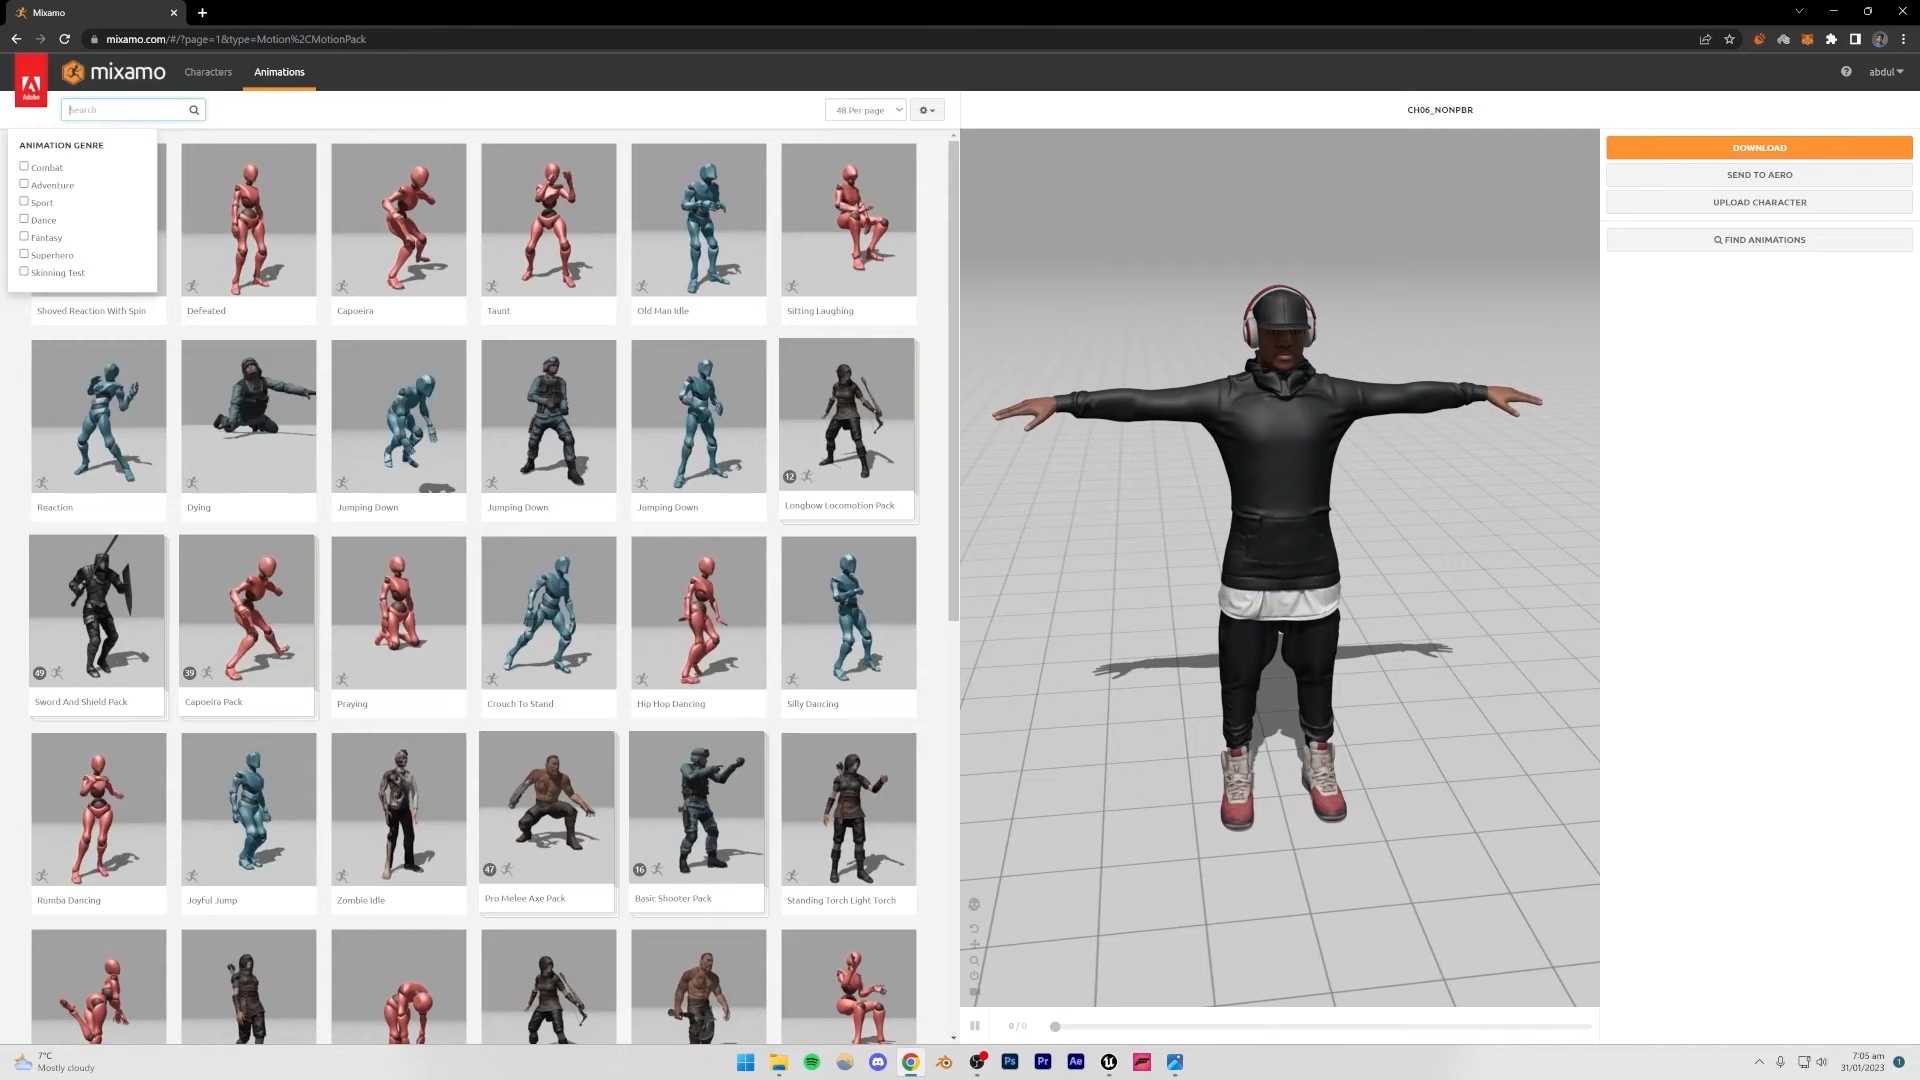 Mixamo
mixamo.com/#/?page=1&type=Motion%2CMotionPack
Adobe
mixamo
Characters
Animations
abdul
Search
48 Per page
CH06_NONPBR
ANIMATION GENRE
Combat
Adventure
Sport
Dance
Fantasy
Superhero
Skinning Test
DOWNLOAD
SEND TO AERO
UPLOAD CHARACTER
FIND ANIMATIONS
Shoved Reaction With Spin
Defeated
Capoeira
Taunt
Old Man Idle
Sitting Laughing
12
Reaction
Dying
Jumping Down
Jumping Down
Jumping Down
Longbow Locomotion Pack
49
39
Sword And Shield Pack
Capoeira Pack
Praying
Crouch To Stand
Hip Hop Dancing
Silly Dancing
47
16
Rumba Dancing
Joyful Jump
Zombie Idle
Pro Melee Axe Pack
Basic Shooter Pack
Standing Torch Light Torch
0 / 0
7°C
Mostly cloudy
Ps
Pr
Ae
7:05 am
31/01/2023
1